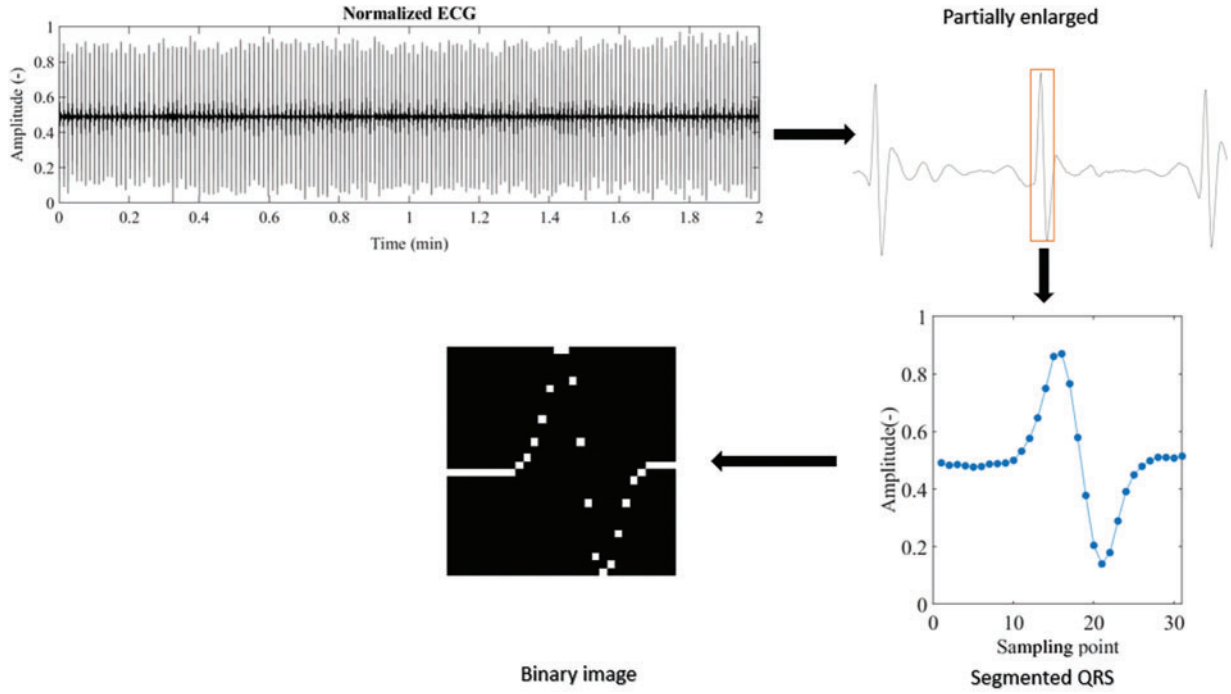 Normalized ECG
Partially enlarged
Amplitude (-)
1
0.8
0.6
0.4
0.2
0
0 0.2 0.4 0.6 0.8 1 1.2 1.4 1.6 1.8 2
Time (min)
Amplitude(-)
1
0.8
0.6
0.4
0.2
0
0 10 20 30
Sampling point
Binary image
Segmented QRS